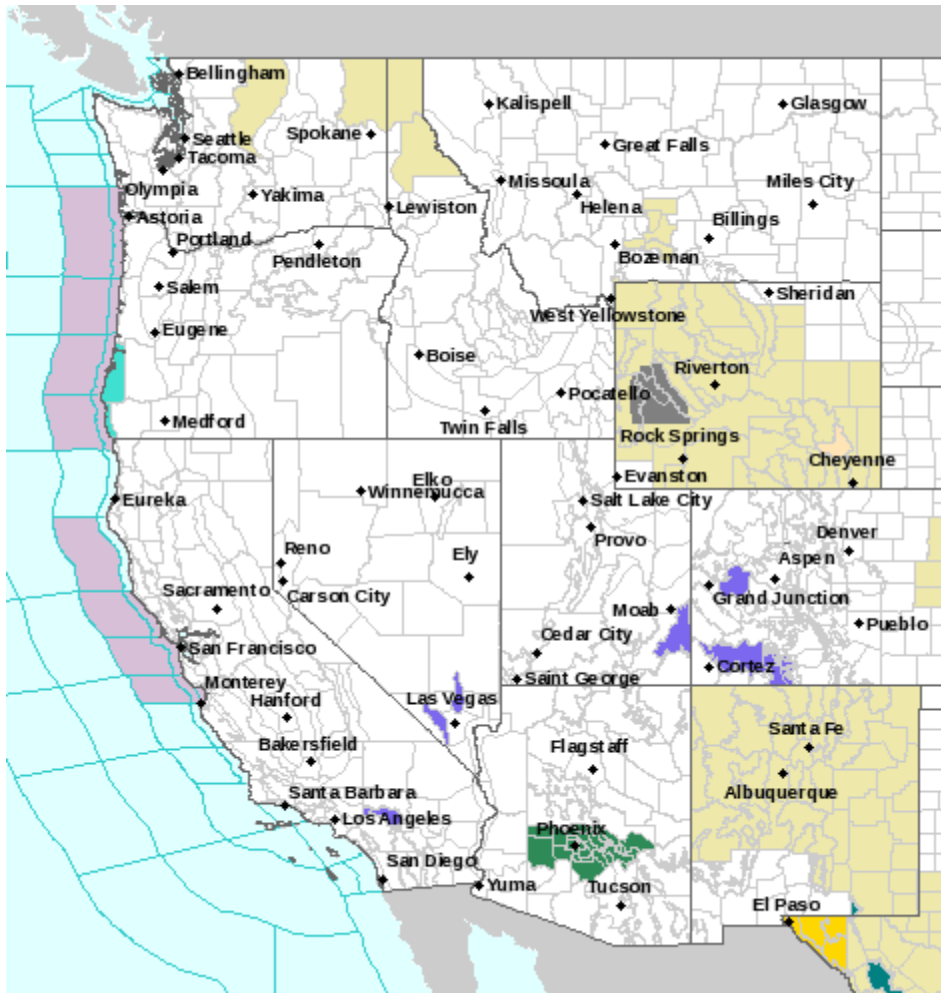 Bellingham
Kalispell
Glasgow
Seattle
Spokane
Great Falls
Tacoma
Olympia
Yakima
Missoula
Miles City
Lewiston
Helena
Astoria
Billings
Portland
Pendleton
Bozeman
Salem
Sheridan
West Yellowstone
Eugene
Boise
Riverton
Pocatello
Medford
Twin Falls
Rock Springs
Cheyenne
Evanston
Elko
Winnemucca
Eureka
Salt Lake City
Denver
Provo
Reno
Ely
Aspen
Sacramento
Carson City
Grand Junction
Moab
Pueblo
Cedar City
San Francisco
Cortez
Saint George
Monterey
Hanford
Las Vegas
Santa Fe
Bakersfield
Flagstaff
Albuquerque
Santa Barbara
Los Angeles
Phoenix
San Diego
Yuma
Tucson
El Paso